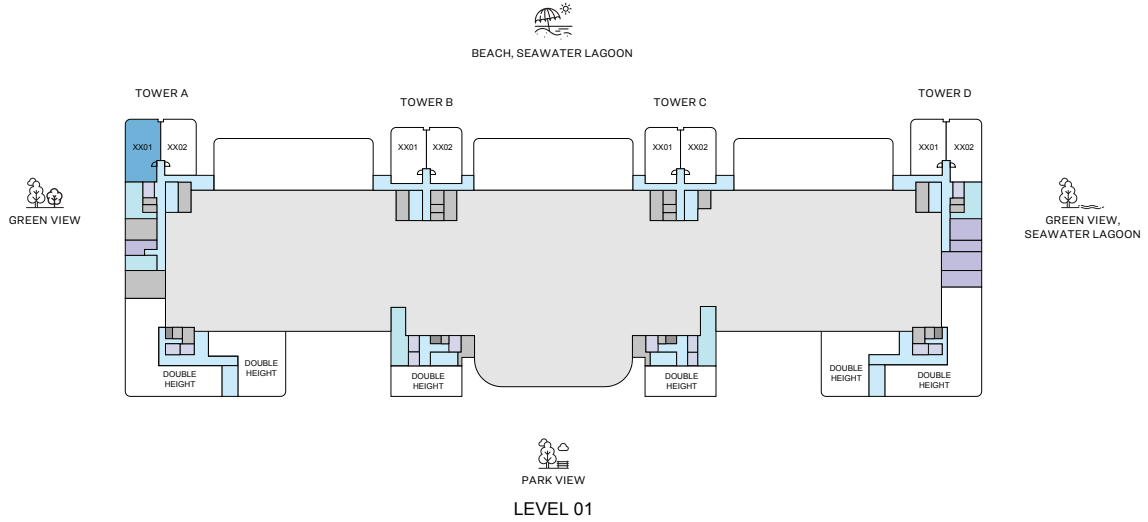 BEACH, SEAWATER LAGOON
TOWER A
TOWER B
TOWER C
TOWER D
XX01
XX02
XX01
XX02
XX01
XX02
XX01
XX02
GREEN VIEW
GREEN VIEW,
SEAWATER LAGOON
DOUBLE
HEIGHT
DOUBLE
HEIGHT
DOUBLE
HEIGHT
DOUBLE
HEIGHT
DOUBLE
HEIGHT
DOUBLE
HEIGHT
PARK VIEW
LEVEL 01